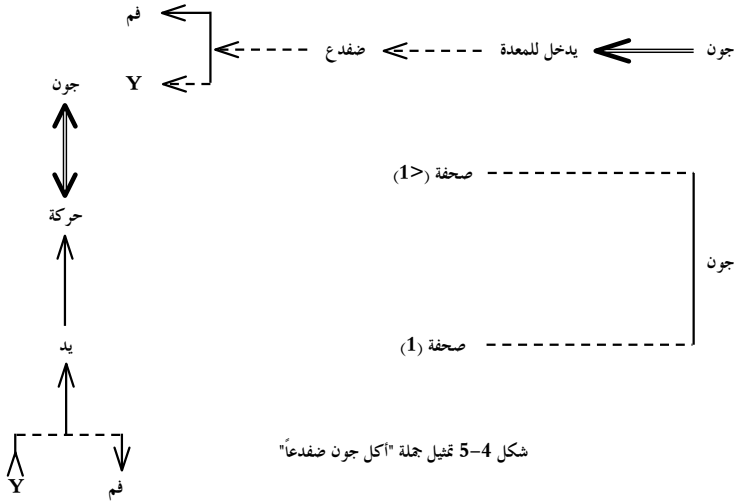 فم
جون
يدخل للمعدة
ضفدع
Y
جون
صحفة (<1)
حركة
جون
صحفة (1)
يد
شكل 4-5 تمثيل جملة "أكل جون ضفدعاً"
Y
فم